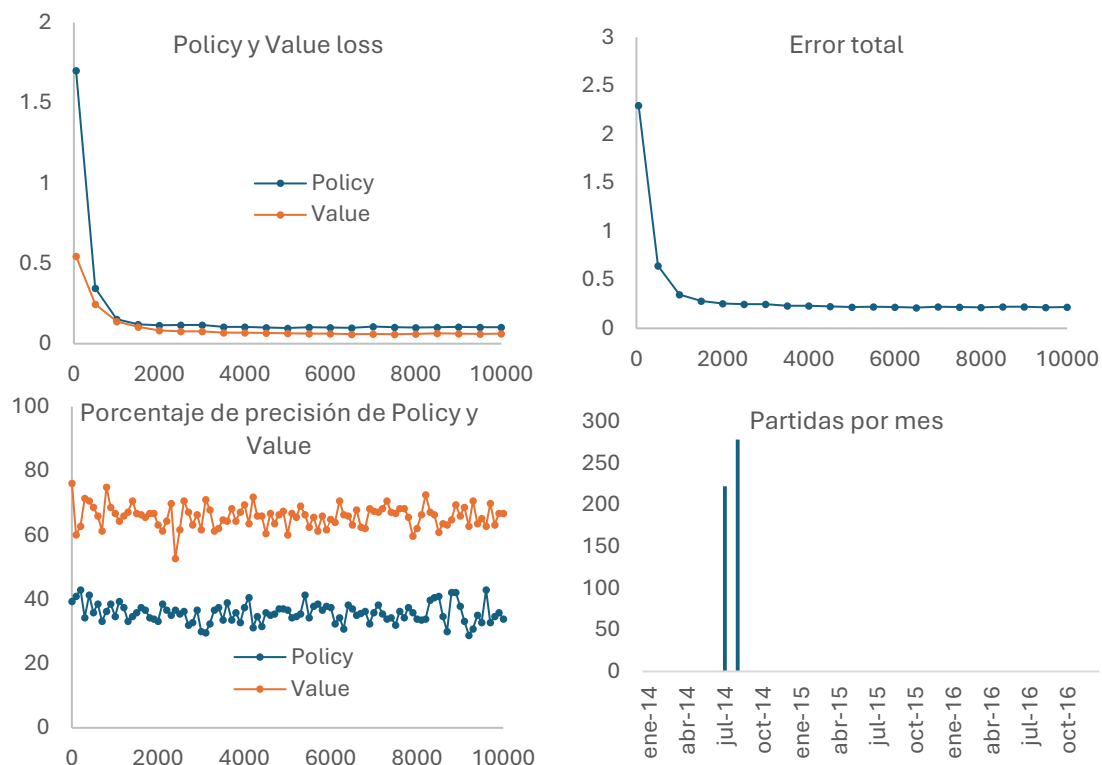 Policy y Value loss
2
1.5
1
0.5
0
Policy
Value
0 2000 4000 6000 8000 10000
Error total
3
2.5
2
1.5
1
0.5
0
0 2000 4000 6000 8000 10000
Porcentaje de precisión de Policy y
Value
100
80
60
40
20
0
Policy
Value
0 2000 4000 6000 8000 10000
Partidas por mes
300
250
200
150
100
50
0
ene-14 abr-14 jul-14 oct-14 ene-15 abr-15 jul-15 oct-15 ene-16 abr-16 jul-16 oct-16